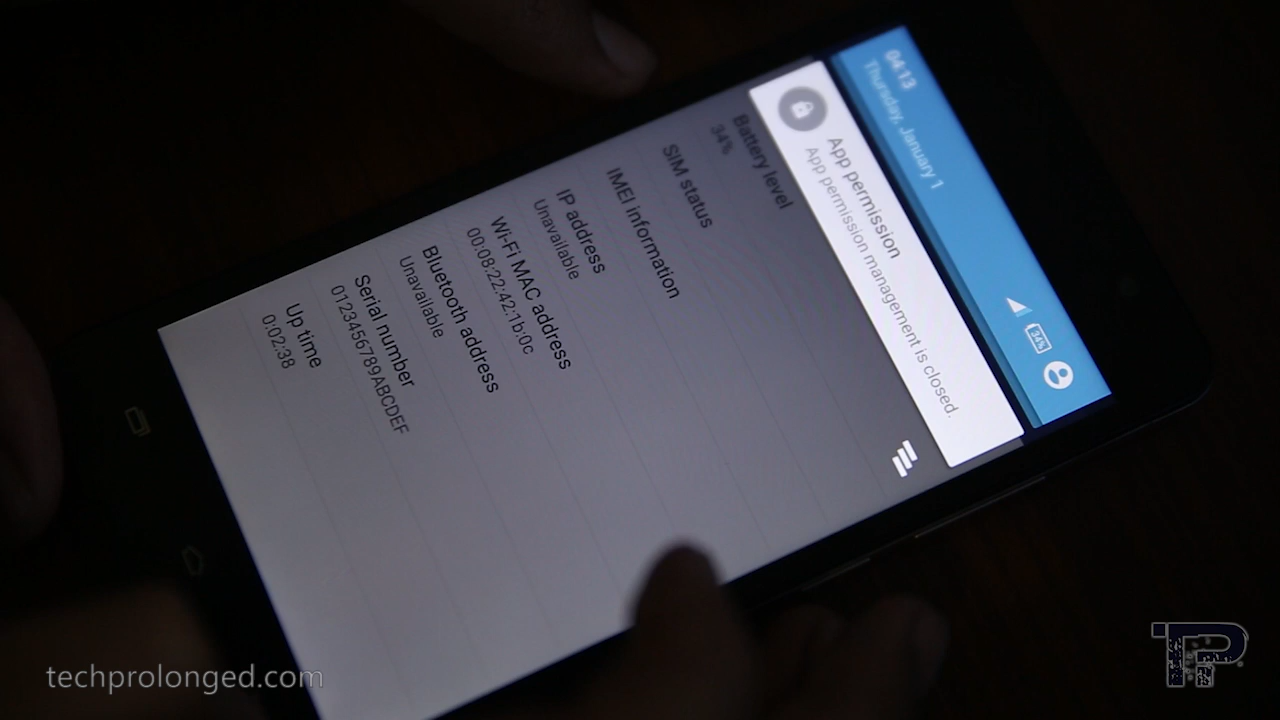 04:13
Thursday, January 1
34%
App permission
App permission management is closed.
Battery level
34%
SIM status
IMEI information
IP address
Unavailable
Wi-Fi MAC address
00:08:22:42:1b:0c
Bluetooth address
Unavailable
Serial number
0123456789ABCDEF
Up time
0:02:38
techprolonged.com
TP